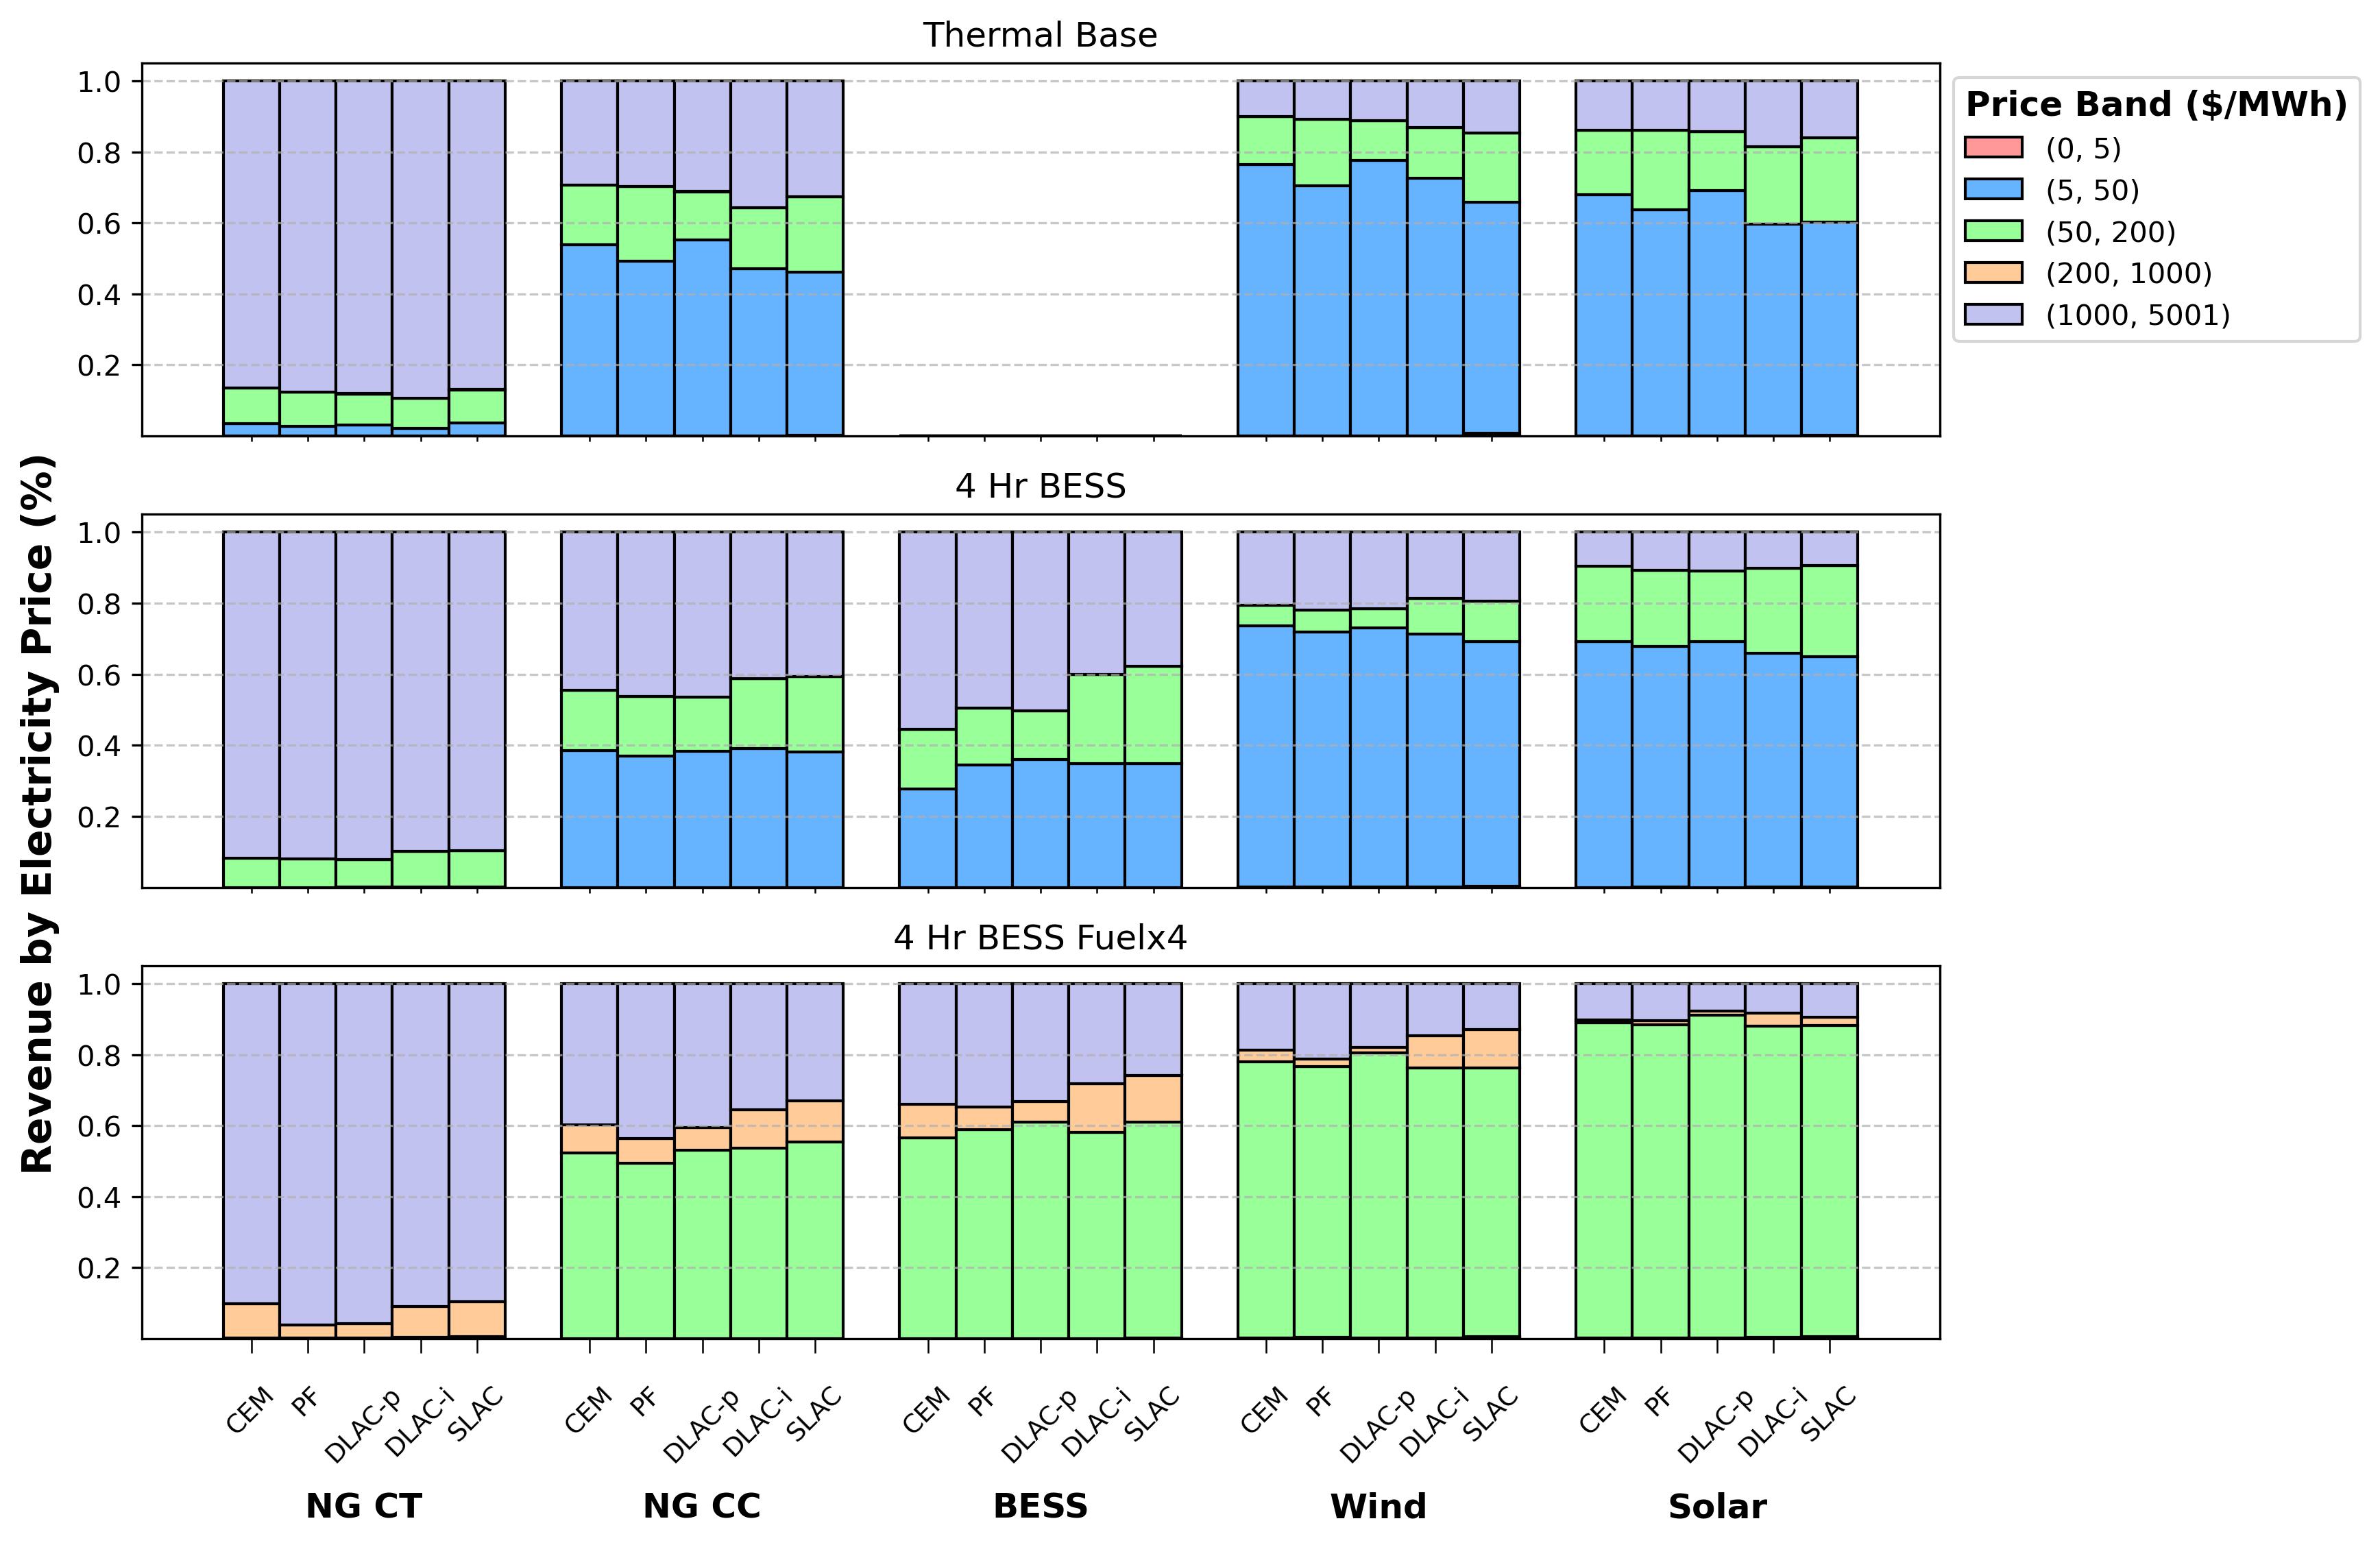 Thermal Base
1.0
0.8
0.6
0.4
0.2
Price Band ($/MWh)
(0, 5)
(5, 50)
(50, 200)
(200, 1000)
(1000, 5001)
Revenue by Electricity Price (%)
4 Hr BESS
1.0
0.8
0.6
0.4
0.2
4 Hr BESS Fuelx4
1.0
0.8
0.6
0.4
0.2
CEM PF DLAC-p DLAC-i SLAC CEM PF DLAC-p DLAC-i SLAC CEM PF DLAC-p DLAC-i SLAC CEM PF DLAC-p DLAC-i SLAC CEM PF DLAC-p DLAC-i SLAC
NG CT NG CC BESS Wind Solar